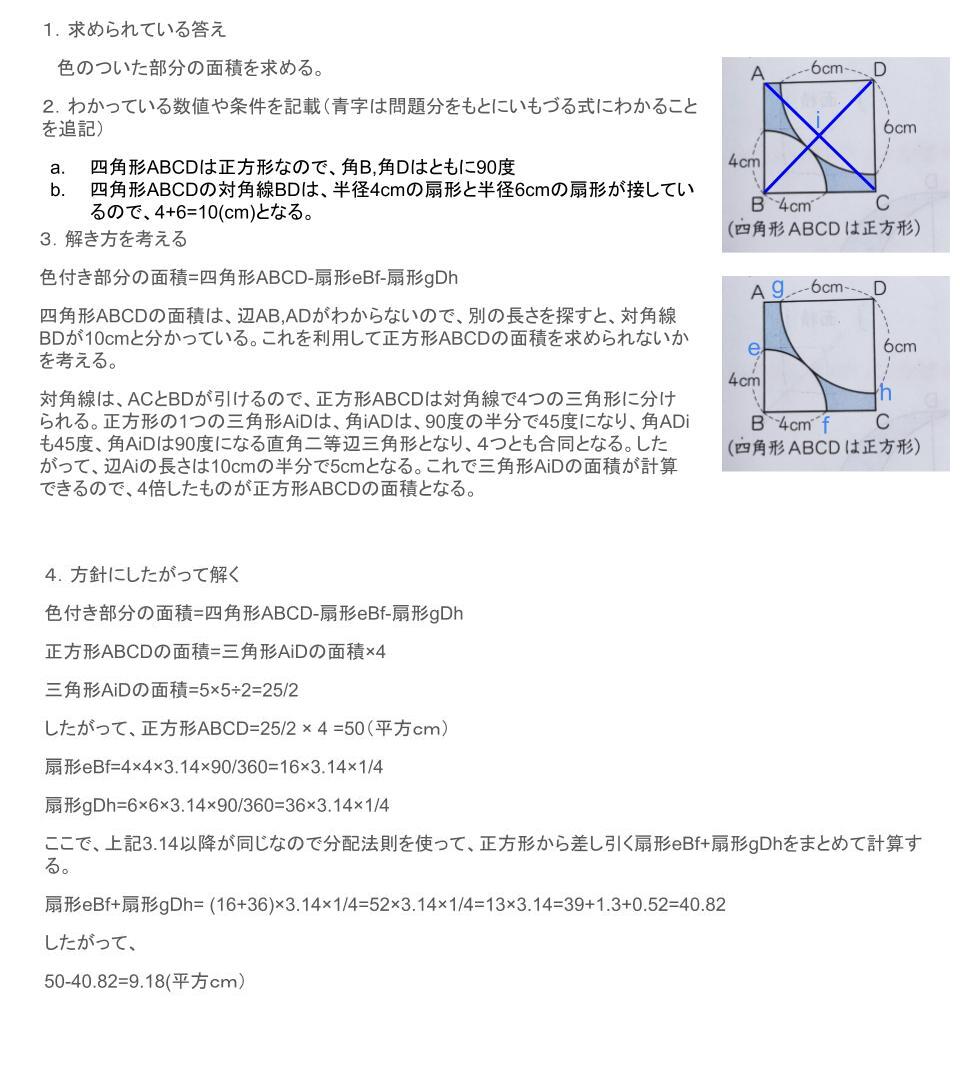 １．求められている答え
色のついた部分の面積を求める。
２．わかっている数値や条件を記載（青字は問題分をもとにいもづる式にわかること
を追記）
a. 四角形ABCDは正方形なので、角B,角Dはともに90度
b. 四角形ABCDの対角線BDは、半径4cmの扇形と半径6cmの扇形が接してい
るので、4+6=10(cm)となる。
３．解き方を考える
色付き部分の面積=四角形ABCD-扇形eBf-扇形gDh
四角形ABCDの面積は、辺AB,ADがわからないので、別の長さを探すと、対角線
BDが10cmと分かっている。これを利用して正方形ABCDの面積を求められないか
を考える。
対角線は、ACとBDが引けるので、正方形ABCDは対角線で4つの三角形に分け
られる。正方形の1つの三角形AiDは、角iADは、90度の半分で45度になり、角ADi
も45度、角AiDは90度になる直角二等辺三角形となり、4つとも合同となる。した
がって、辺Aiの長さは10cmの半分で5cmとなる。これで三角形AiDの面積が計算
できるので、4倍したものが正方形ABCDの面積となる。
A 6cm D
i
6cm
4cm
B 4cm C
(四角形ABCDは正方形)
A g 6cm D
e 6cm
4cm
h
B 4cm f C
(四角形ABCDは正方形)
４．方針にしたがって解く
色付き部分の面積=四角形ABCD-扇形eBf-扇形gDh
正方形ABCDの面積=三角形AiDの面積×4
三角形AiDの面積=5×5÷2=25/2
したがって、正方形ABCD=25/2 × 4 =50（平方ｃｍ）
扇形eBf=4×4×3.14×90/360=16×3.14×1/4
扇形gDh=6×6×3.14×90/360=36×3.14×1/4
ここで、上記3.14以降が同じなので分配法則を使って、正方形から差し引く扇形eBf+扇形gDhをまとめて計算す
る。
扇形eBf+扇形gDh= (16+36)×3.14×1/4=52×3.14×1/4=13×3.14=39+1.3+0.52=40.82
したがって、
50-40.82=9.18(平方ｃｍ）